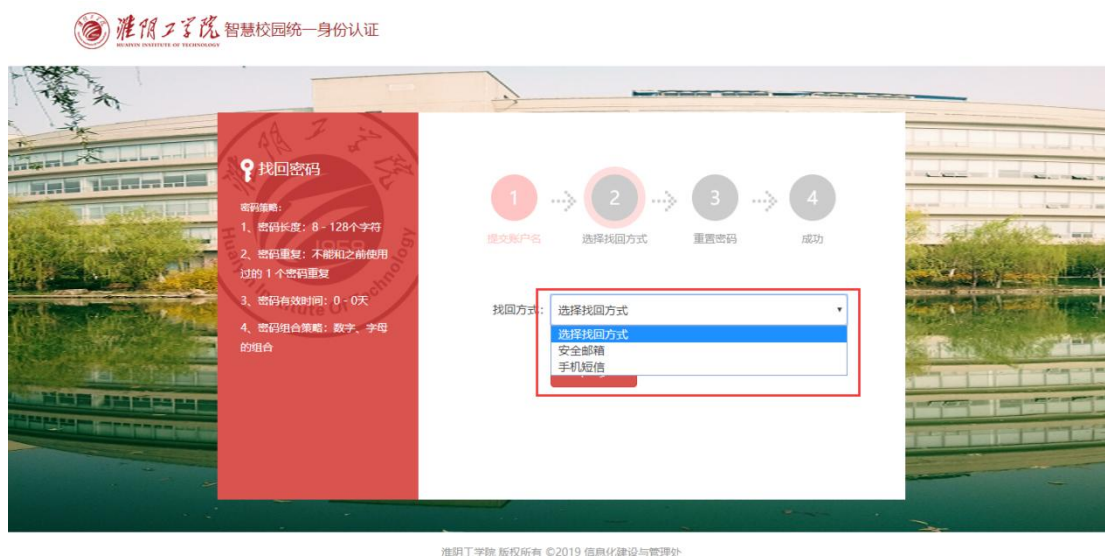 淮阴工学院 智慧校园统一身份认证
HUAIYIN INSTITUTE OF TECHNOLOGY
找回密码
密码策略：
1、密码长度：8 - 128个字符
2、密码重复：不能和之前使用
过的 1 个密码重复
3、密码有效时间：0 - 0天
4、密码组合策略：数字、字母
的组合
1 2 3 4
提交账户名 选择找回方式 重置密码 成功
找回方式： 选择找回方式
选择找回方式
安全邮箱
手机短信
淮阴工学院 版权所有 ©2019 信息化建设与管理处